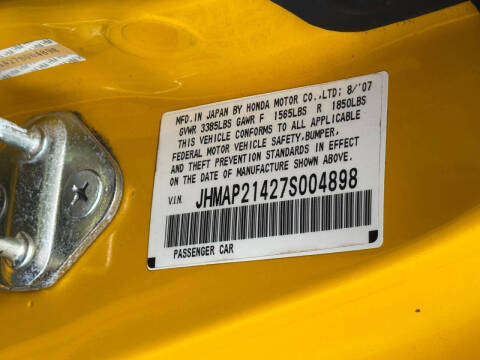 21427S004898
MFD.IN JAPAN BY HONDA MOTOR CO.,LTD; 8/'07
GVWR 3385LBS GAWR F 1565LBS R 1850LBS
THIS VEHICLE CONFORMS TO ALL APPLICABLE
FEDERAL MOTOR VEHICLE SAFETY,BUMPER,
AND THEFT PREVENTION STANDARDS IN EFFECT
ON THE DATE OF MANUFACTURE SHOWN ABOVE.
V.I.N. JHMAP21427S004898
PASSENGER CAR